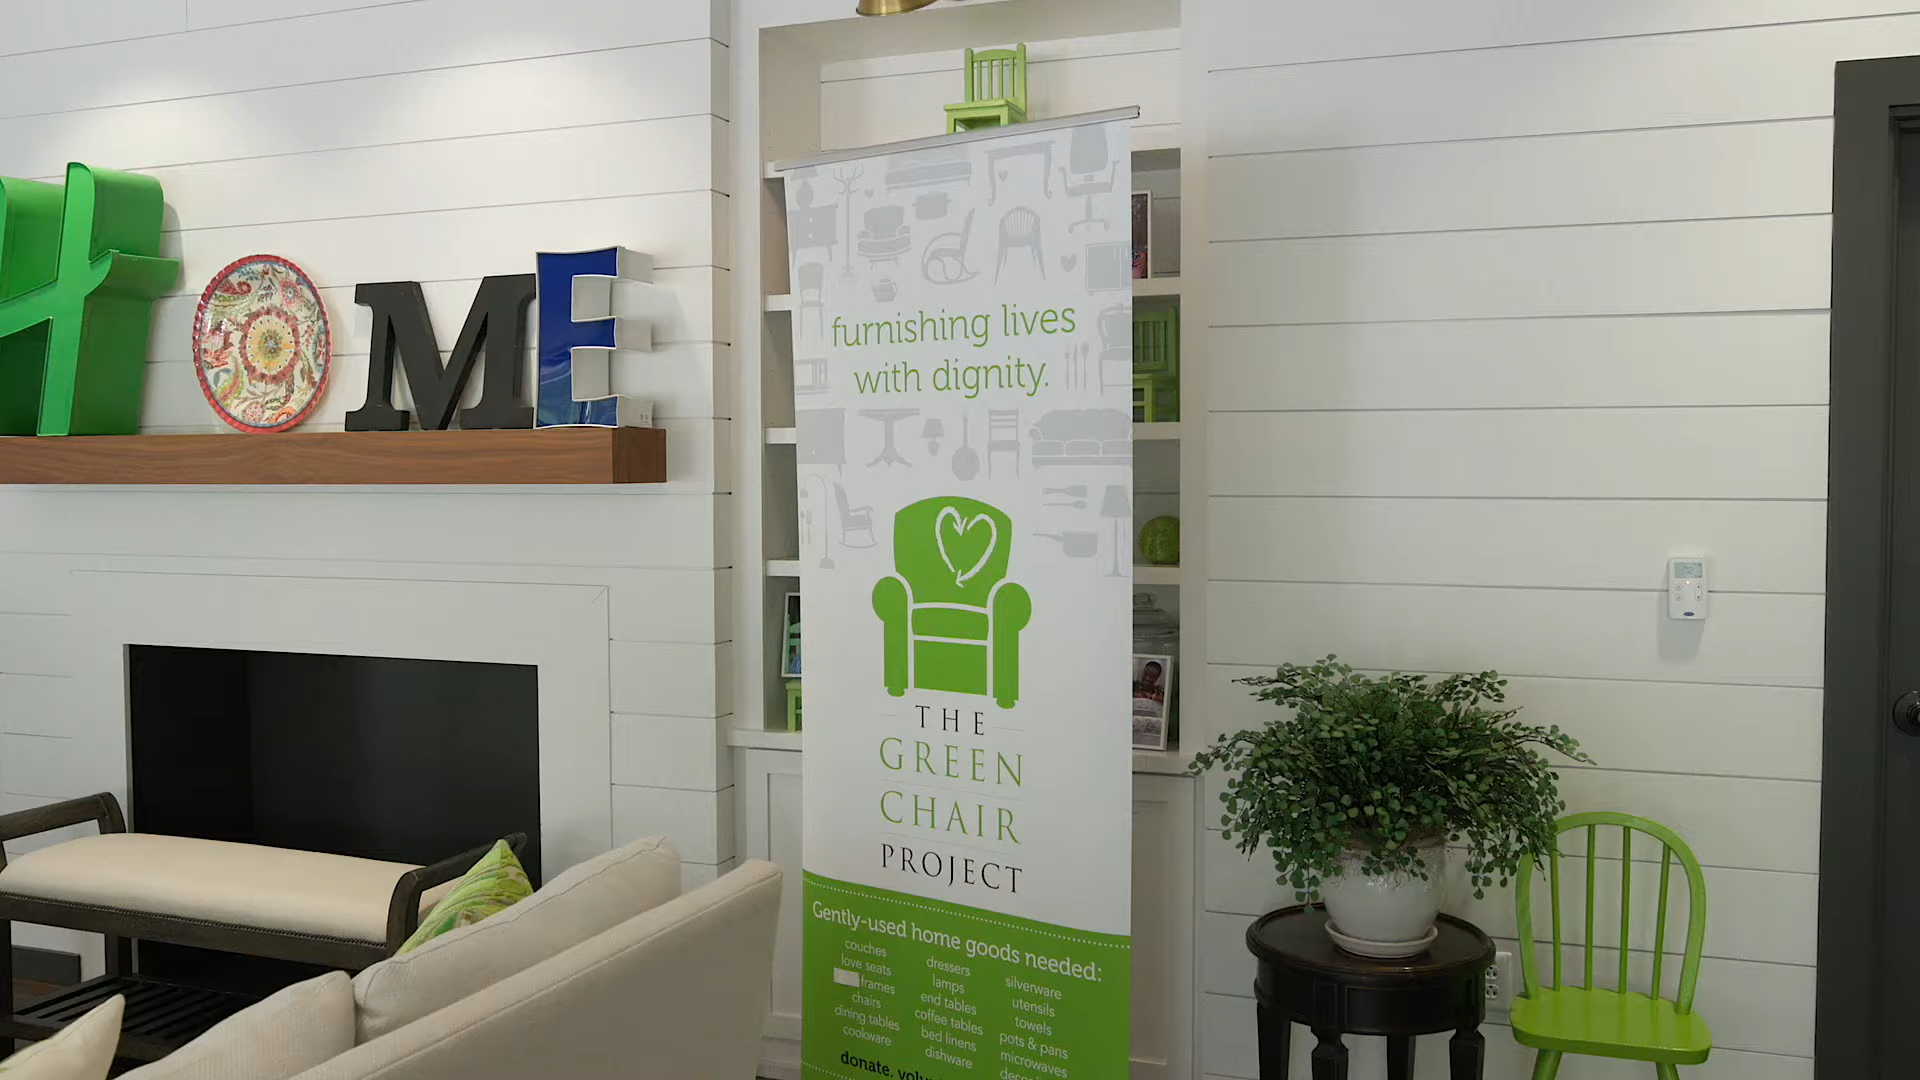 HOME
furnishing lives
with dignity.
THE
GREEN
CHAIR
PROJECT
Gently-used home goods needed:
couches
love seats
frames
chairs
dining tables
cookware
dressers
lamps
end tables
coffee tables
bed linens
dishware
silverware
utensils
towels
pots & pans
microwaves
donate,